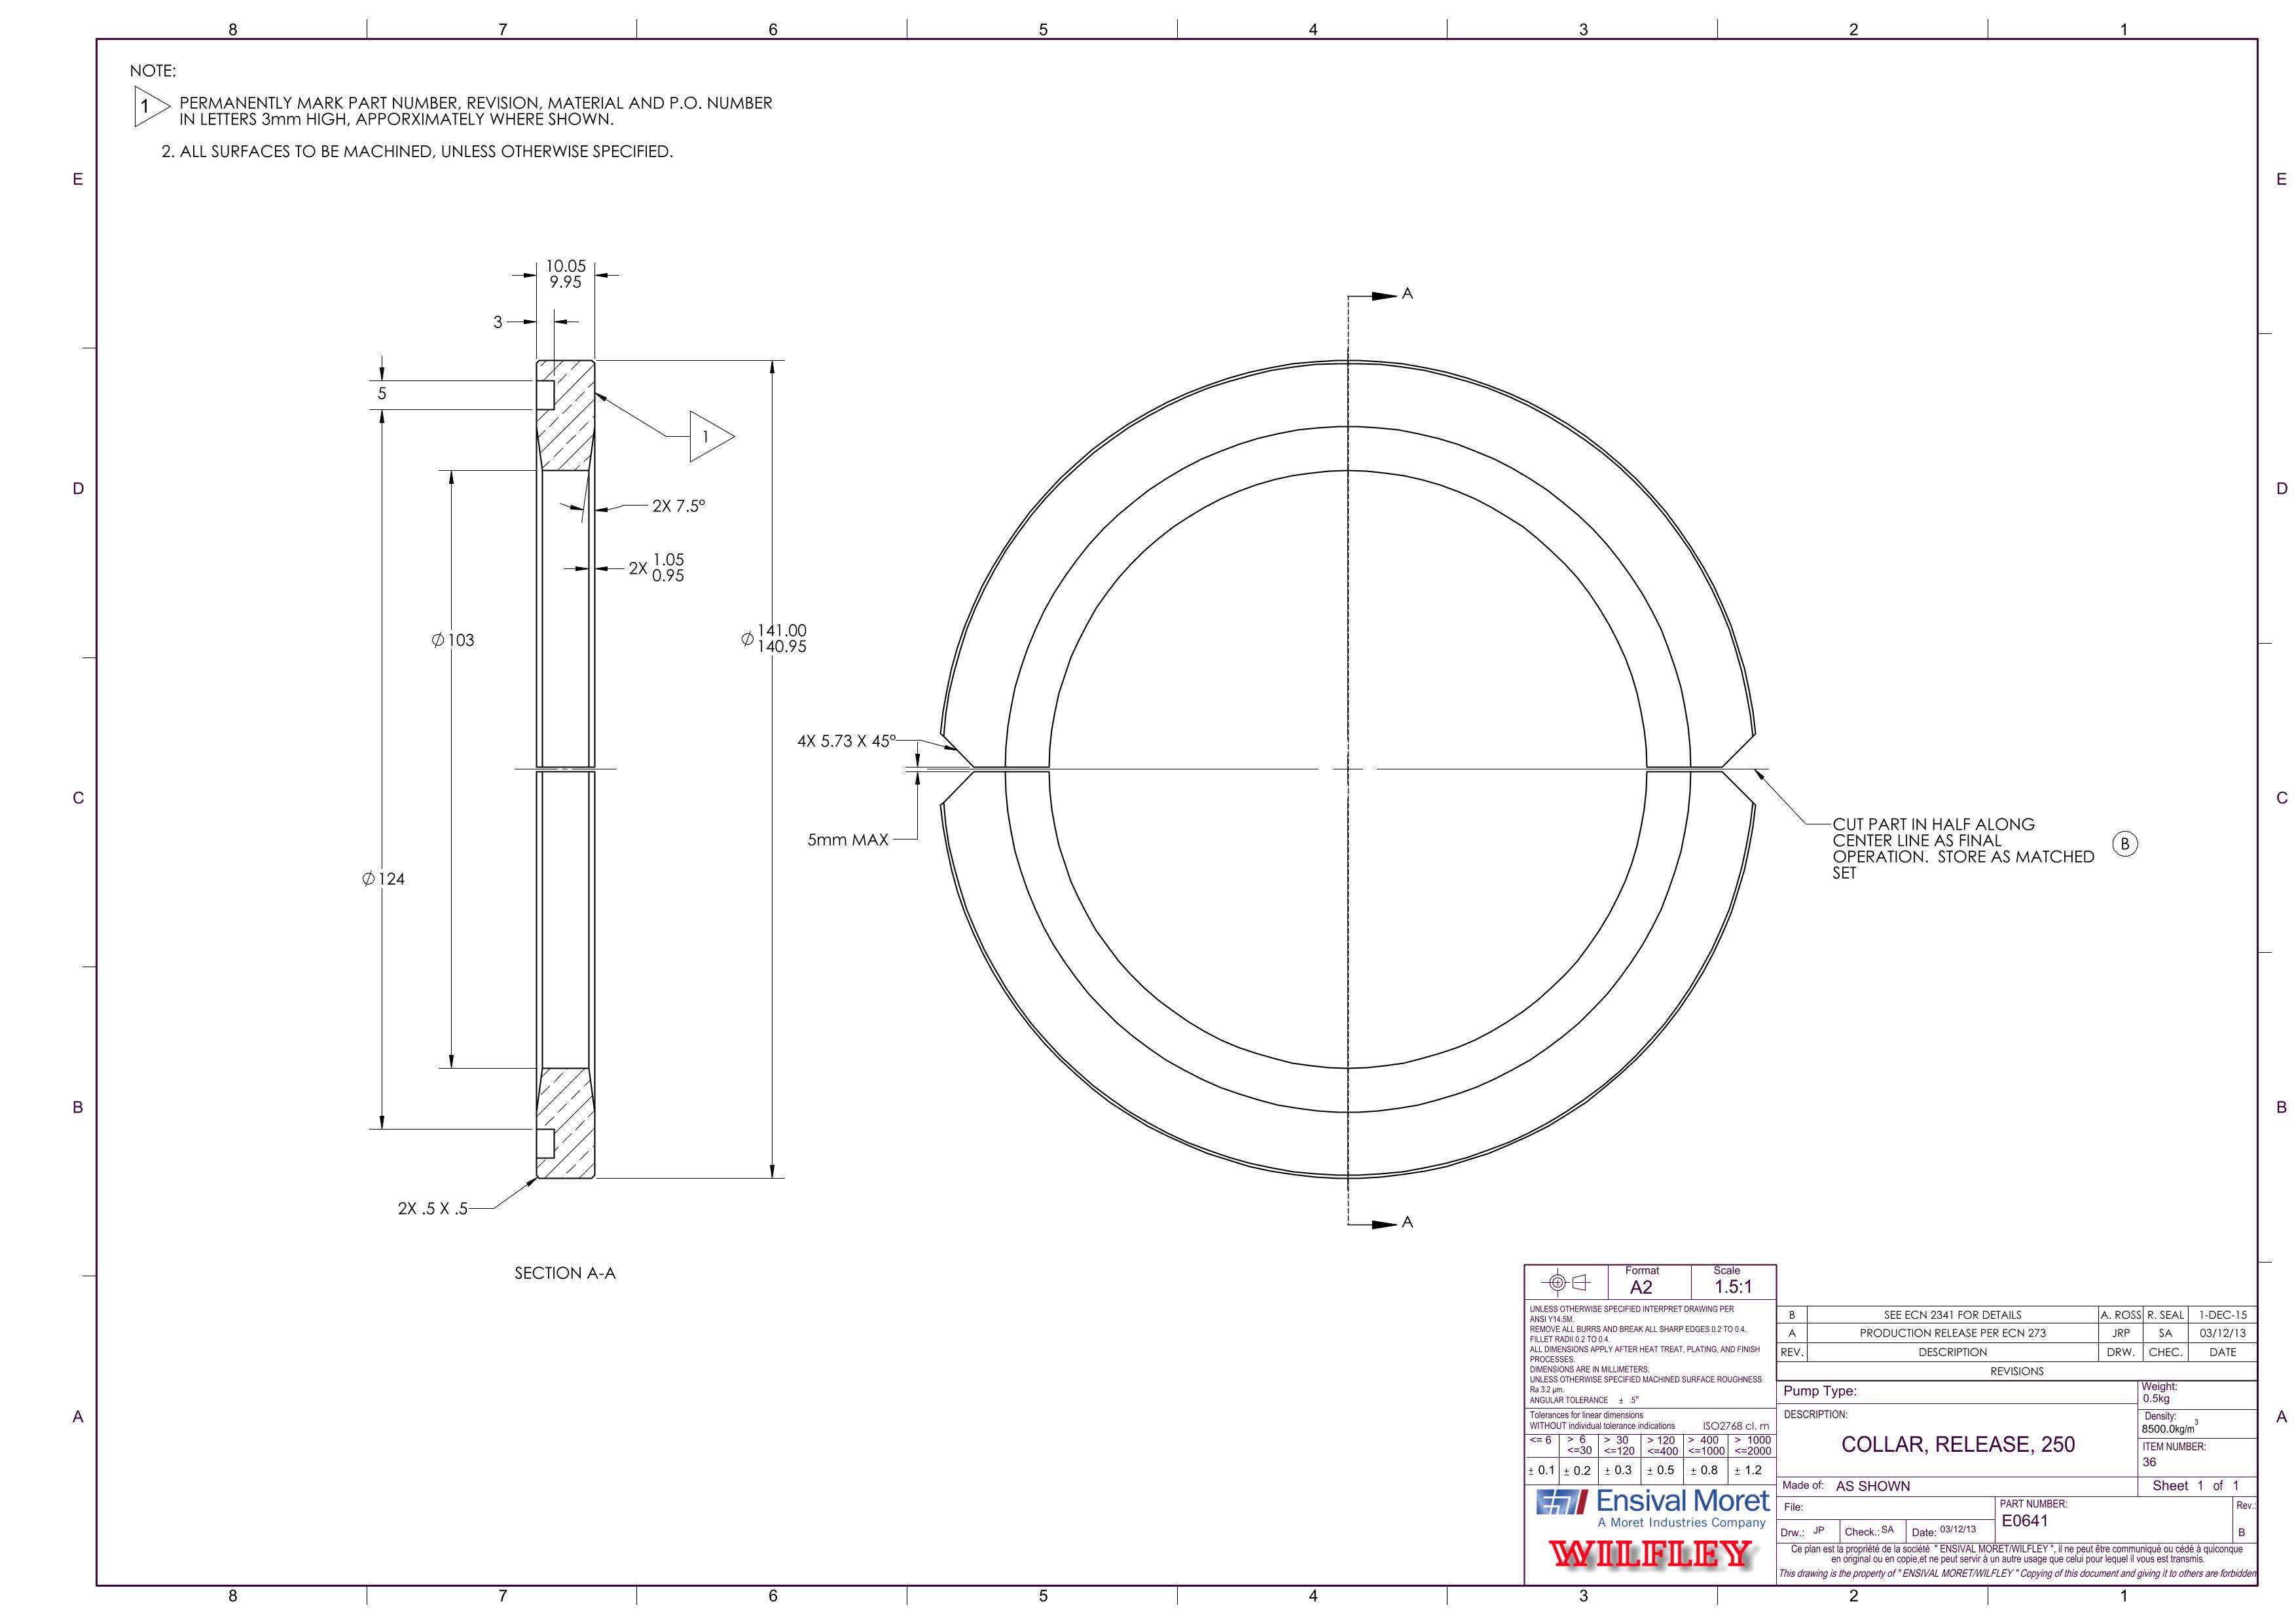 8 7 6 5 4 3 2 1
NOTE:
1 PERMANENTLY MARK PART NUMBER, REVISION, MATERIAL AND P.O. NUMBER
IN LETTERS 3mm HIGH, APPORXIMATELY WHERE SHOWN.
2. ALL SURFACES TO BE MACHINED, UNLESS OTHERWISE SPECIFIED.
E E
D D
C C
B B
A A
10.05
9.95
3
5
1
2X 7.5°
2X 1.05
0.95
Ø 103
Ø 141.00
140.95
Ø 124
2X .5 X .5
SECTION A-A
A
A
4X 5.73 X 45°
5mm MAX
CUT PART IN HALF ALONG
CENTER LINE AS FINAL
OPERATION. STORE AS MATCHED
SET
B
Format
A2
Scale
1.5:1
UNLESS OTHERWISE SPECIFIED INTERPRET DRAWING PER
ANSI Y14.5M.
REMOVE ALL BURRS AND BREAK ALL SHARP EDGES 0.2 TO 0.4.
FILLET RADII 0.2 TO 0.4.
ALL DIMENSIONS APPLY AFTER HEAT TREAT, PLATING, AND FINISH
PROCESSES.
DIMENSIONS ARE IN MILLIMETERS.
UNLESS OTHERWISE SPECIFIED MACHINED SURFACE ROUGHNESS
Ra 3.2 µm.
ANGULAR TOLERANCE ± .5°
Tolerances for linear dimensions
WITHOUT individual tolerance indications ISO2768 cl. m
<= 6 > 6 > 30 > 120 > 400 > 1000
<=30 <=120 <=400 <=1000 <=2000
± 0.1 ± 0.2 ± 0.3 ± 0.5 ± 0.8 ± 1.2
Ensival Moret
A Moret Industries Company
WILFLEY
B SEE ECN 2341 FOR DETAILS A. ROSS R. SEAL 1-DEC-15
A PRODUCTION RELEASE PER ECN 273 JRP SA 03/12/13
REV. DESCRIPTION DRW. CHEC. DATE
REVISIONS
Pump Type:
Weight:
0.5kg
DESCRIPTION:
COLLAR, RELEASE, 250
Density:
8500.0kg/m3
ITEM NUMBER:
36
Made of: AS SHOWN
Sheet 1 of 1
File:
PART NUMBER:
E0641
Rev.:
B
Drw.: JP Check.: SA Date: 03/12/13
Ce plan est la propriété de la société " ENSIVAL MORET/WILFLEY ", il ne peut être communiqué ou cédé à quiconque
en original ou en copie,et ne peut servir à un autre usage que celui pour lequel il vous est transmis.
This drawing is the property of " ENSIVAL MORET/WILFLEY " Copying of this document and giving it to others are forbidden
8 7 6 5 4 3 2 1